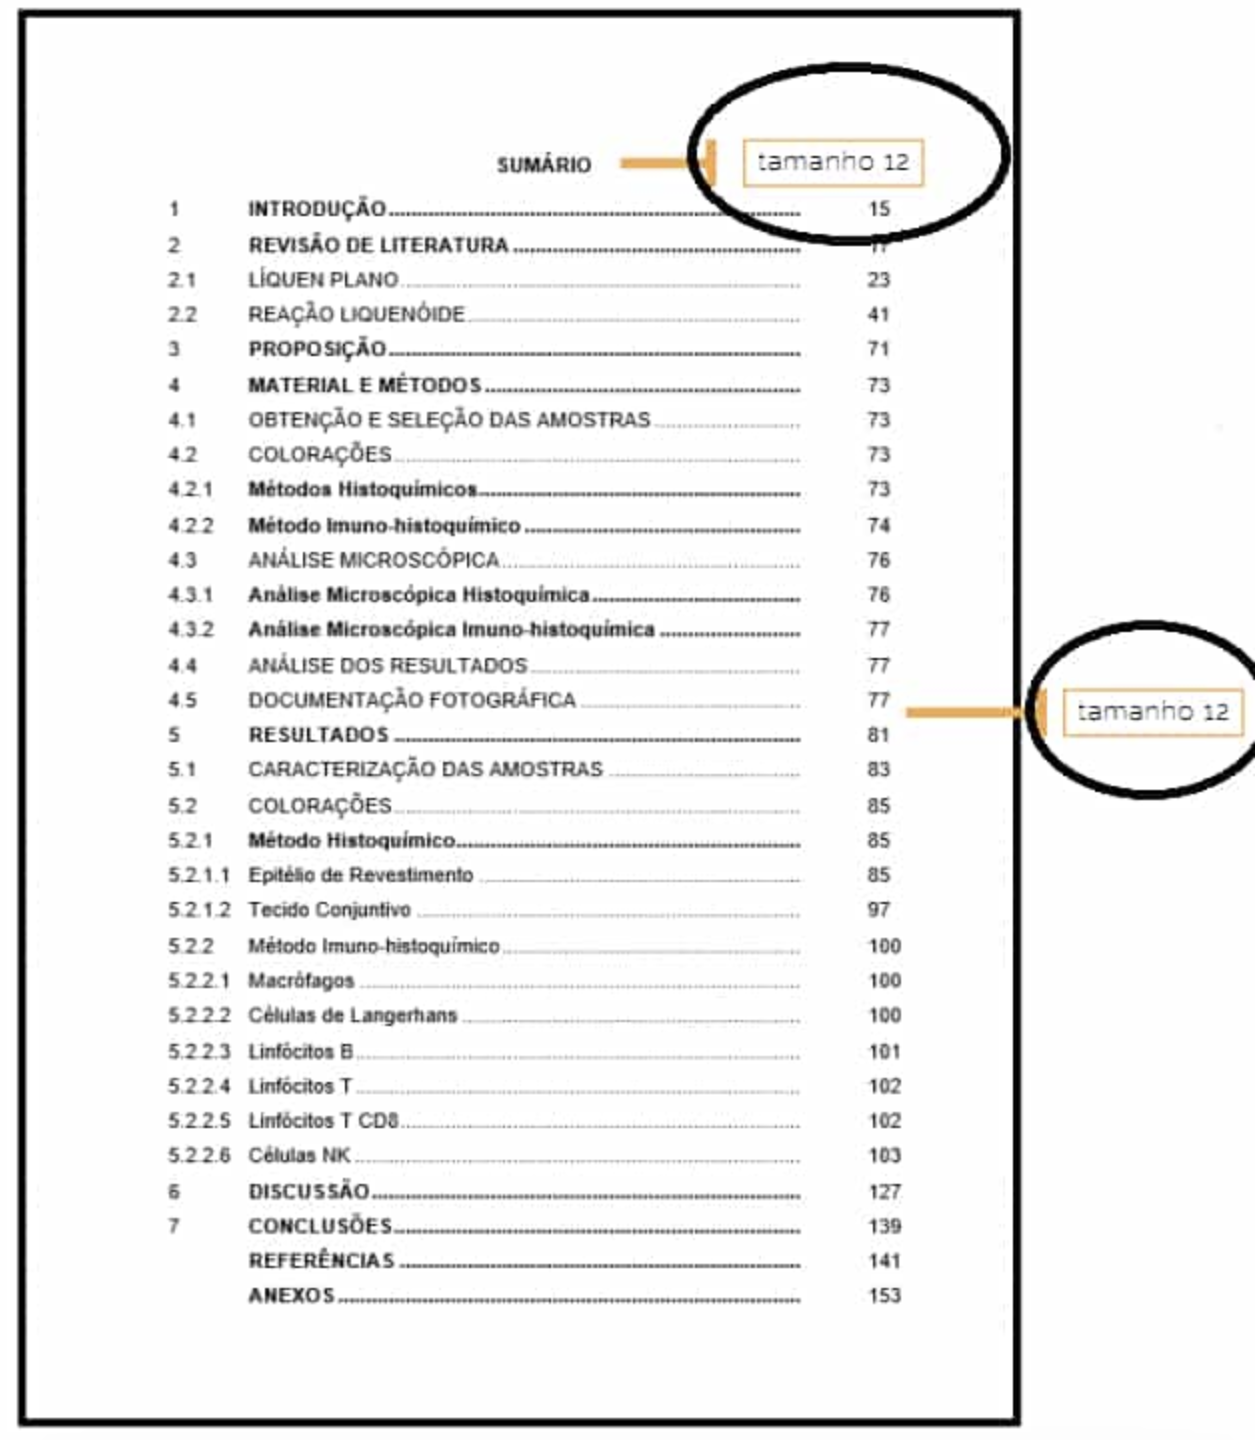 SUMÁRIO tamanho 12
1 INTRODUÇÃO 15
2 REVISÃO DE LITERATURA 17
2.1 LÍQUEN PLANO 23
2.2 REAÇÃO LIQUENÓIDE 41
3 PROPOSIÇÃO 71
4 MATERIAL E MÉTODOS 73
4.1 OBTENÇÃO E SELEÇÃO DAS AMOSTRAS 73
4.2 COLORAÇÕES 73
4.2.1 Métodos Histoquímicos 73
4.2.2 Método Imuno-histoquímico 74
4.3 ANÁLISE MICROSCÓPICA 76
4.3.1 Análise Microscópica Histoquímica 76
4.3.2 Análise Microscópica Imuno-histoquímica 77
4.4 ANÁLISE DOS RESULTADOS 77
4.5 DOCUMENTAÇÃO FOTOGRÁFICA 77
tamanho 12
5 RESULTADOS 81
5.1 CARACTERIZAÇÃO DAS AMOSTRAS 83
5.2 COLORAÇÕES 85
5.2.1 Método Histoquímico 85
5.2.1.1 Epitélio de Revestimento 85
5.2.1.2 Tecido Conjuntivo 97
5.2.2 Método Imuno-histoquímico 100
5.2.2.1 Macrófagos 100
5.2.2.2 Células de Langerhans 100
5.2.2.3 Linfócitos B 101
5.2.2.4 Linfócitos T 102
5.2.2.5 Linfócitos T CD8 102
5.2.2.6 Células NK 103
6 DISCUSSÃO 127
7 CONCLUSÕES 139
REFERÊNCIAS 141
ANEXOS 153